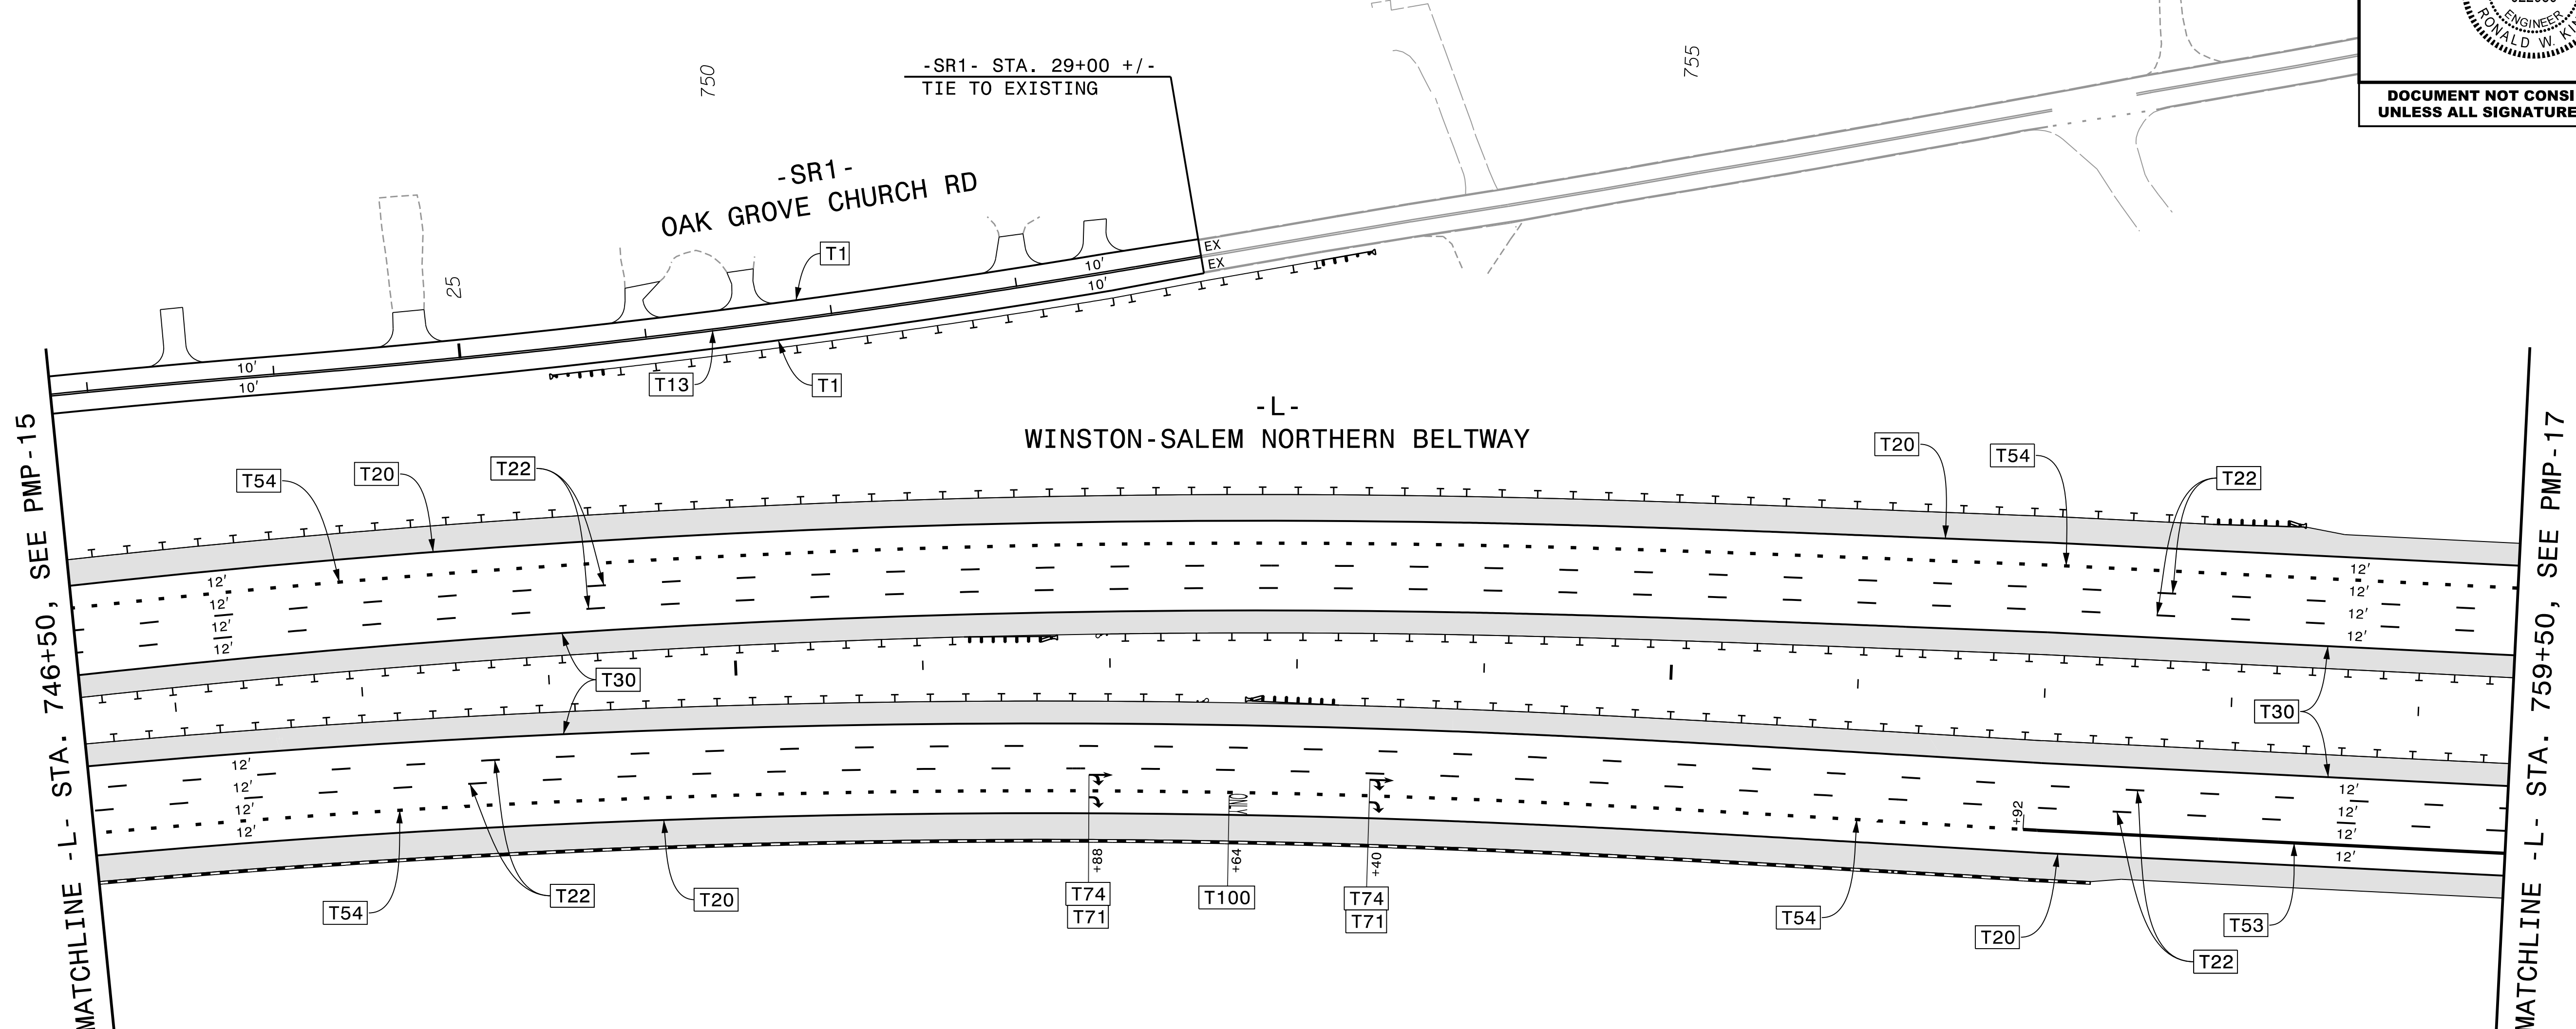 ENGINEER
RONALD W. KI
DOCUMENT NOT CONSI
UNLESS ALL SIGNATURE
750
755
-SR1- STA. 29+00 +/-
TIE TO EXISTING
-SR1-
OAK GROVE CHURCH RD
25
T1
EX
EX
10'
10'
10'
10'
T13
T1
-L-
WINSTON-SALEM NORTHERN BELTWAY
MATCHLINE -L- STA. 746+50, SEE PMP-15
MATCHLINE -L- STA. 759+50, SEE PMP-17
T54
T20
T22
T20
T54
T22
12'
12'
12'
12'
12'
12'
12'
12'
T30
T30
12'
12'
12'
12'
12'
12'
12'
12'
+92
ONLY
+88
+64
+40
T54
T22
T20
T74
T71
T100
T74
T71
T54
T20
T53
T22